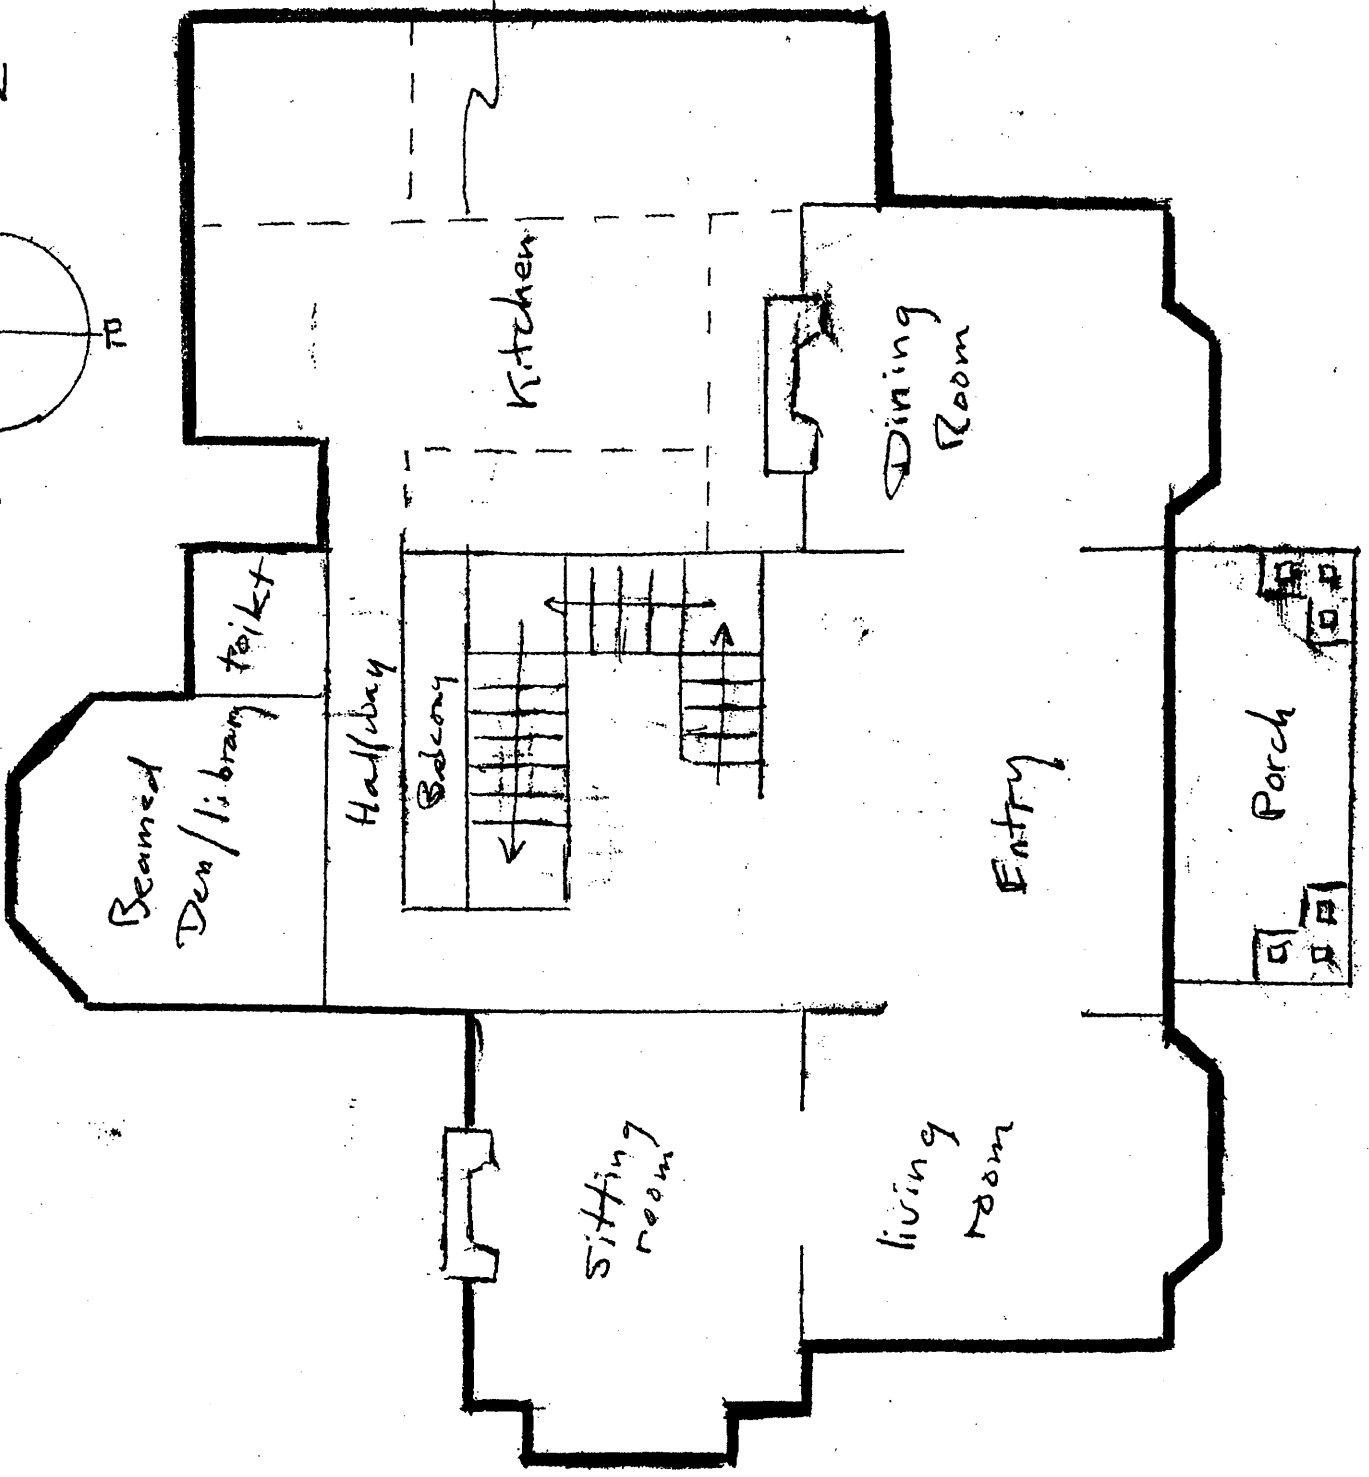 Kitchen
Dining
Room
toilet
Hallway
Balcony
Beamed
Den/library
Entry
Porch
Sitting
room
living
room